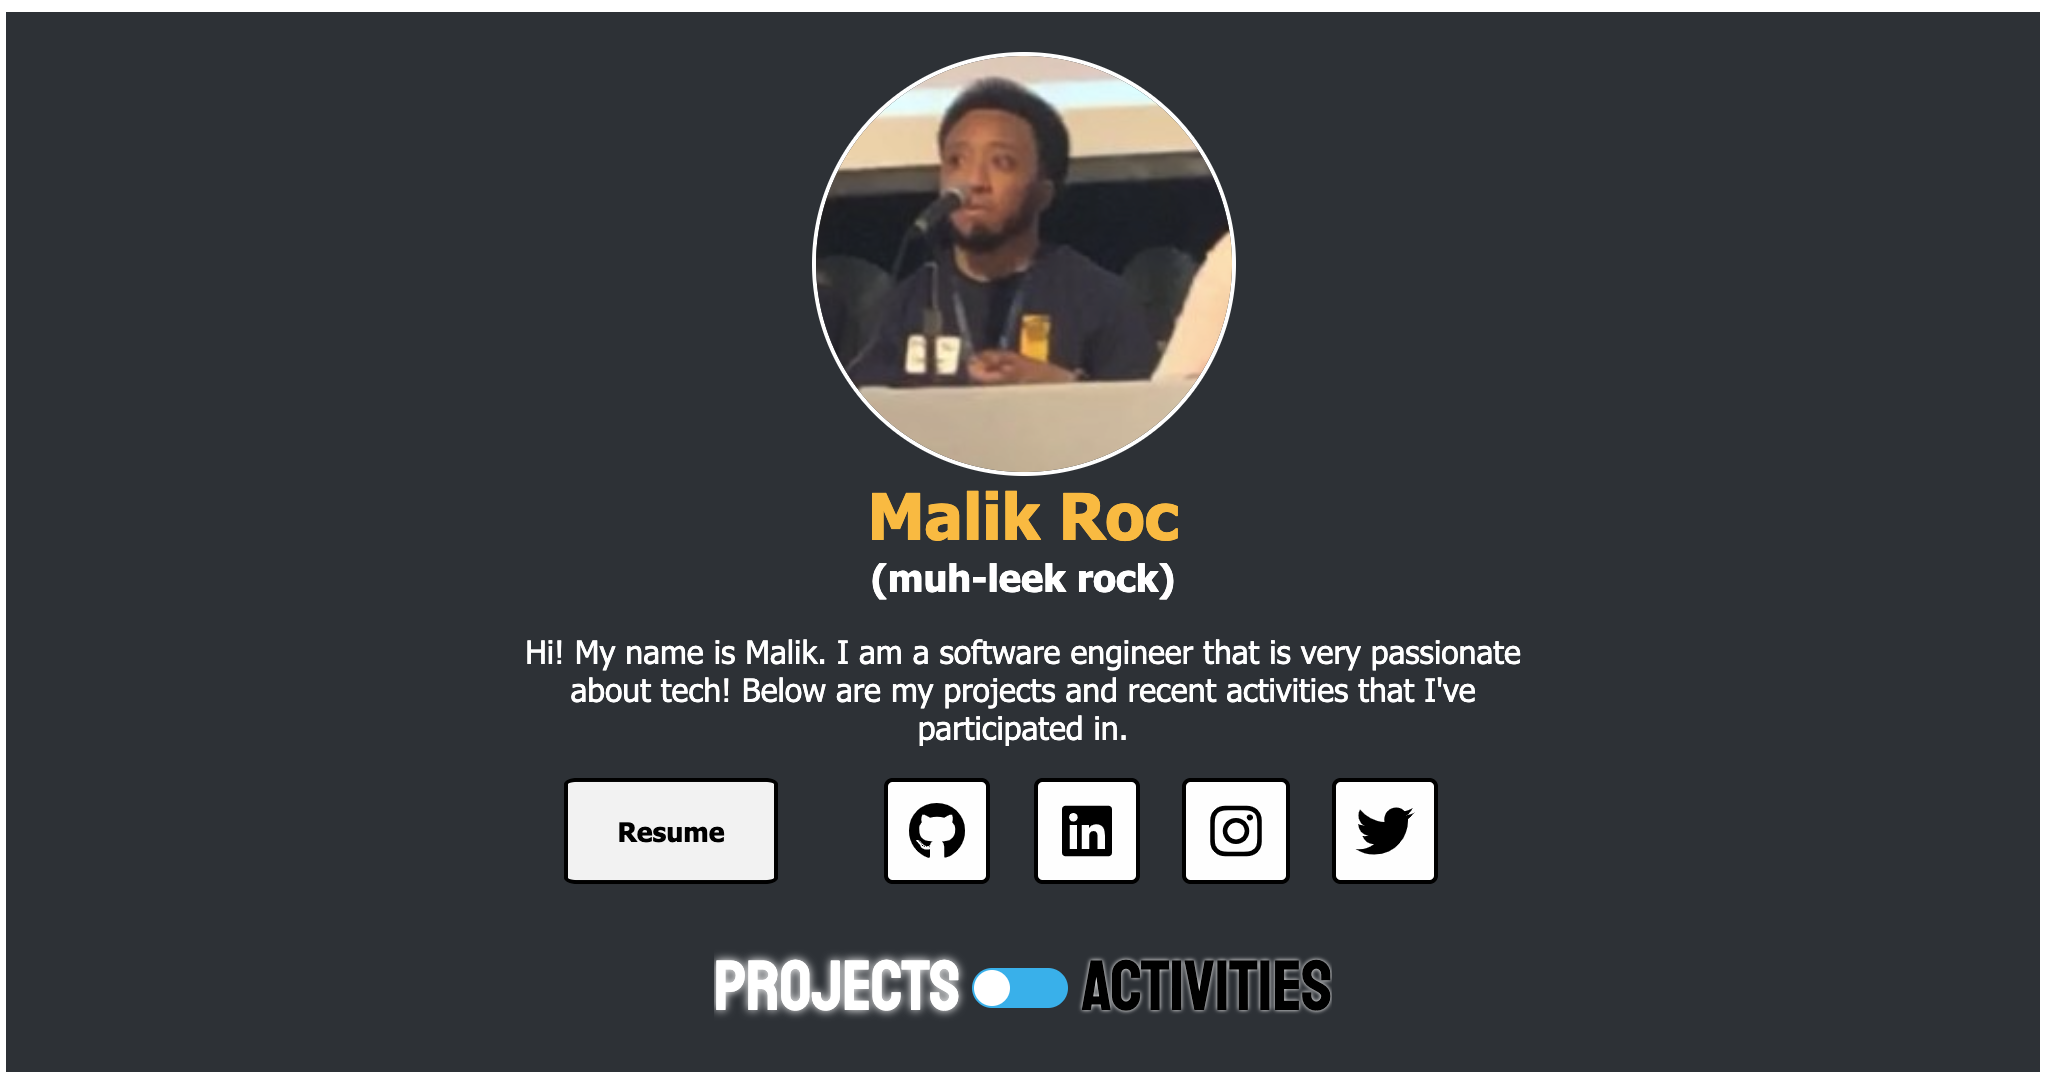 Malik Roc
(muh-leek rock)
Hi! My name is Malik. I am a software engineer that is very passionate
about tech! Below are my projects and recent activities that I've
participated in.
Resume
in
PROJECTS ACTIVITIES